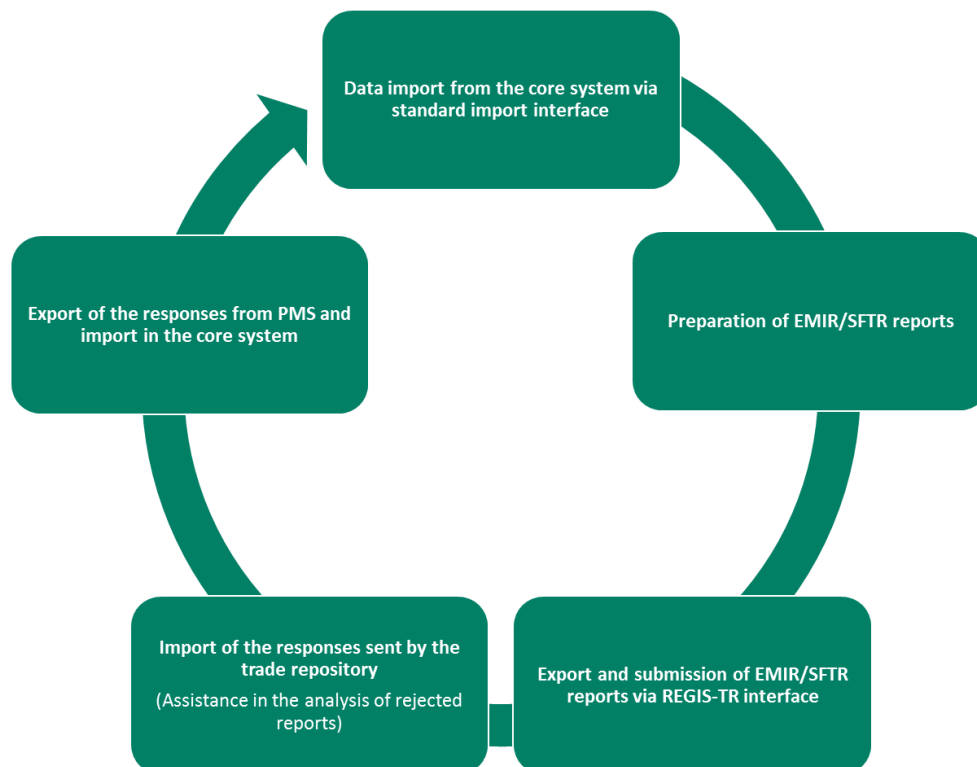 Data import from the core system via
standard import interface
Preparation of EMIR/SFTR reports
Export and submission of EMIR/SFTR
reports via REGIS-TR interface
Import of the responses sent by the
trade repository
(Assistance in the analysis of rejected
reports)
Export of the responses from PMS and
import in the core system